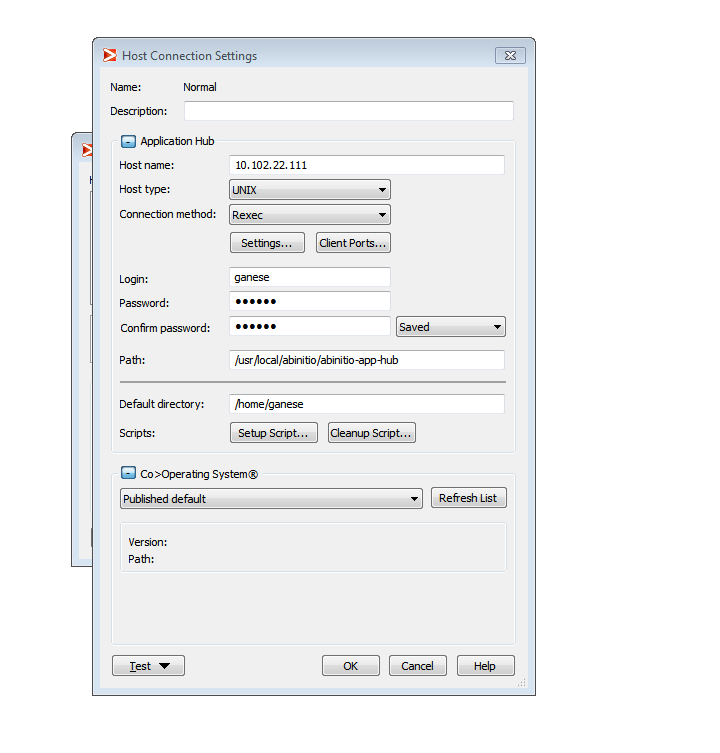 Host Connection Settings
Name: Normal
Description:
Application Hub
Host name: 10.102.22.111
Host type: UNIX
Connection method: Rexec
Settings... Client Ports...
Login: ganese
Password: ●●●●●●
Confirm password: ●●●●●● Saved
Path: /usr/local/abinitio/abinitio-app-hub
Default directory: /home/ganese
Scripts: Setup Script... Cleanup Script...
Co>Operating System®
Published default Refresh List
Version:
Path:
Test OK Cancel Help